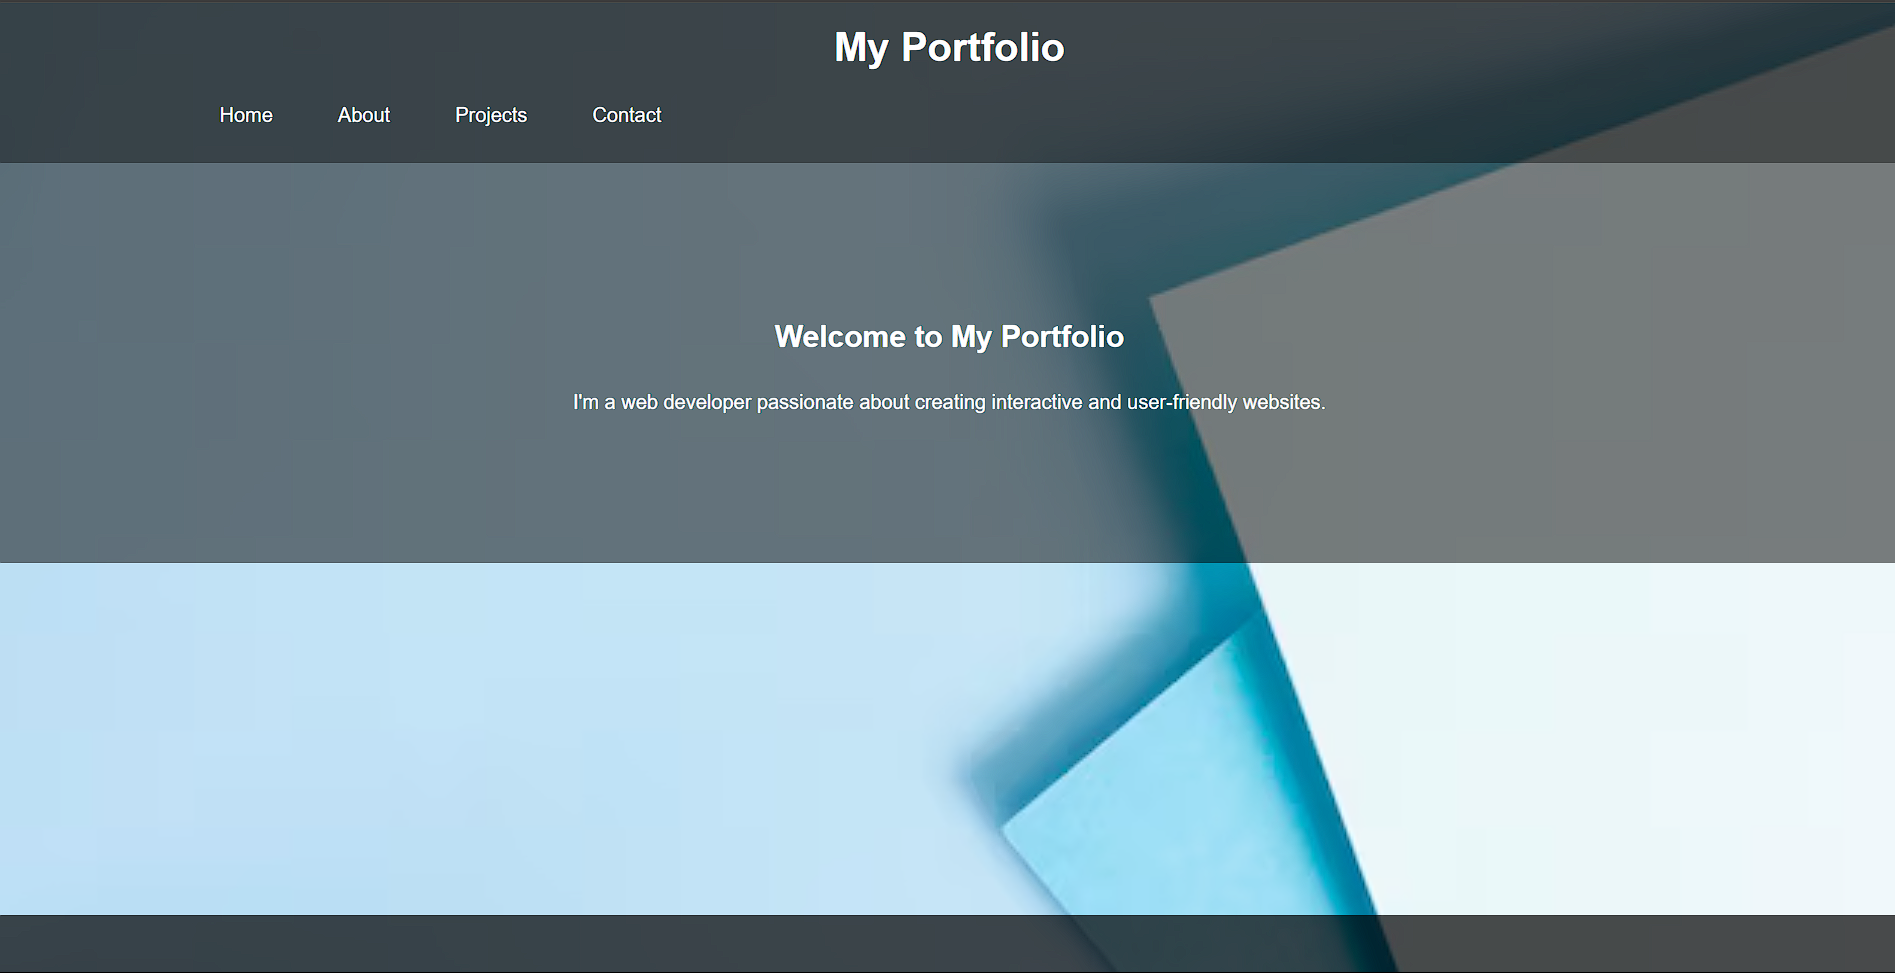 My Portfolio
Home About Projects Contact
Welcome to My Portfolio
I'm a web developer passionate about creating interactive and user-friendly websites.